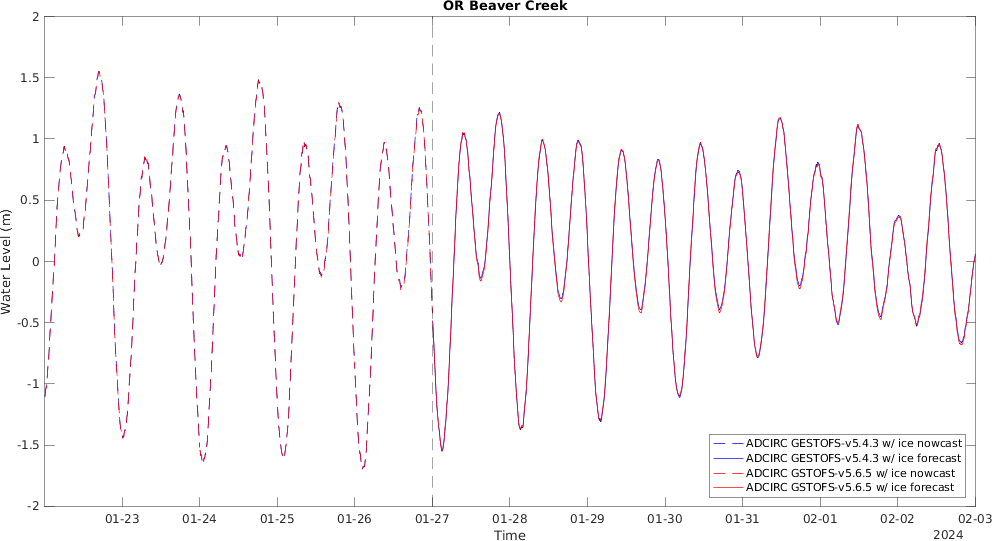 OR Beaver Creek
2
1.5
1
0.5
0
-0.5
-1
-1.5
-2
Water Level (m)
01-23 01-24 01-25 01-26 01-27 01-28 01-29 01-30 01-31 02-01 02-02 02-03
Time
2024
ADCIRC GESTOFS-v5.4.3 w/ ice nowcast
ADCIRC GESTOFS-v5.4.3 w/ ice forecast
ADCIRC GSTOFS-v5.6.5 w/ ice nowcast
ADCIRC GSTOFS-v5.6.5 w/ ice forecast